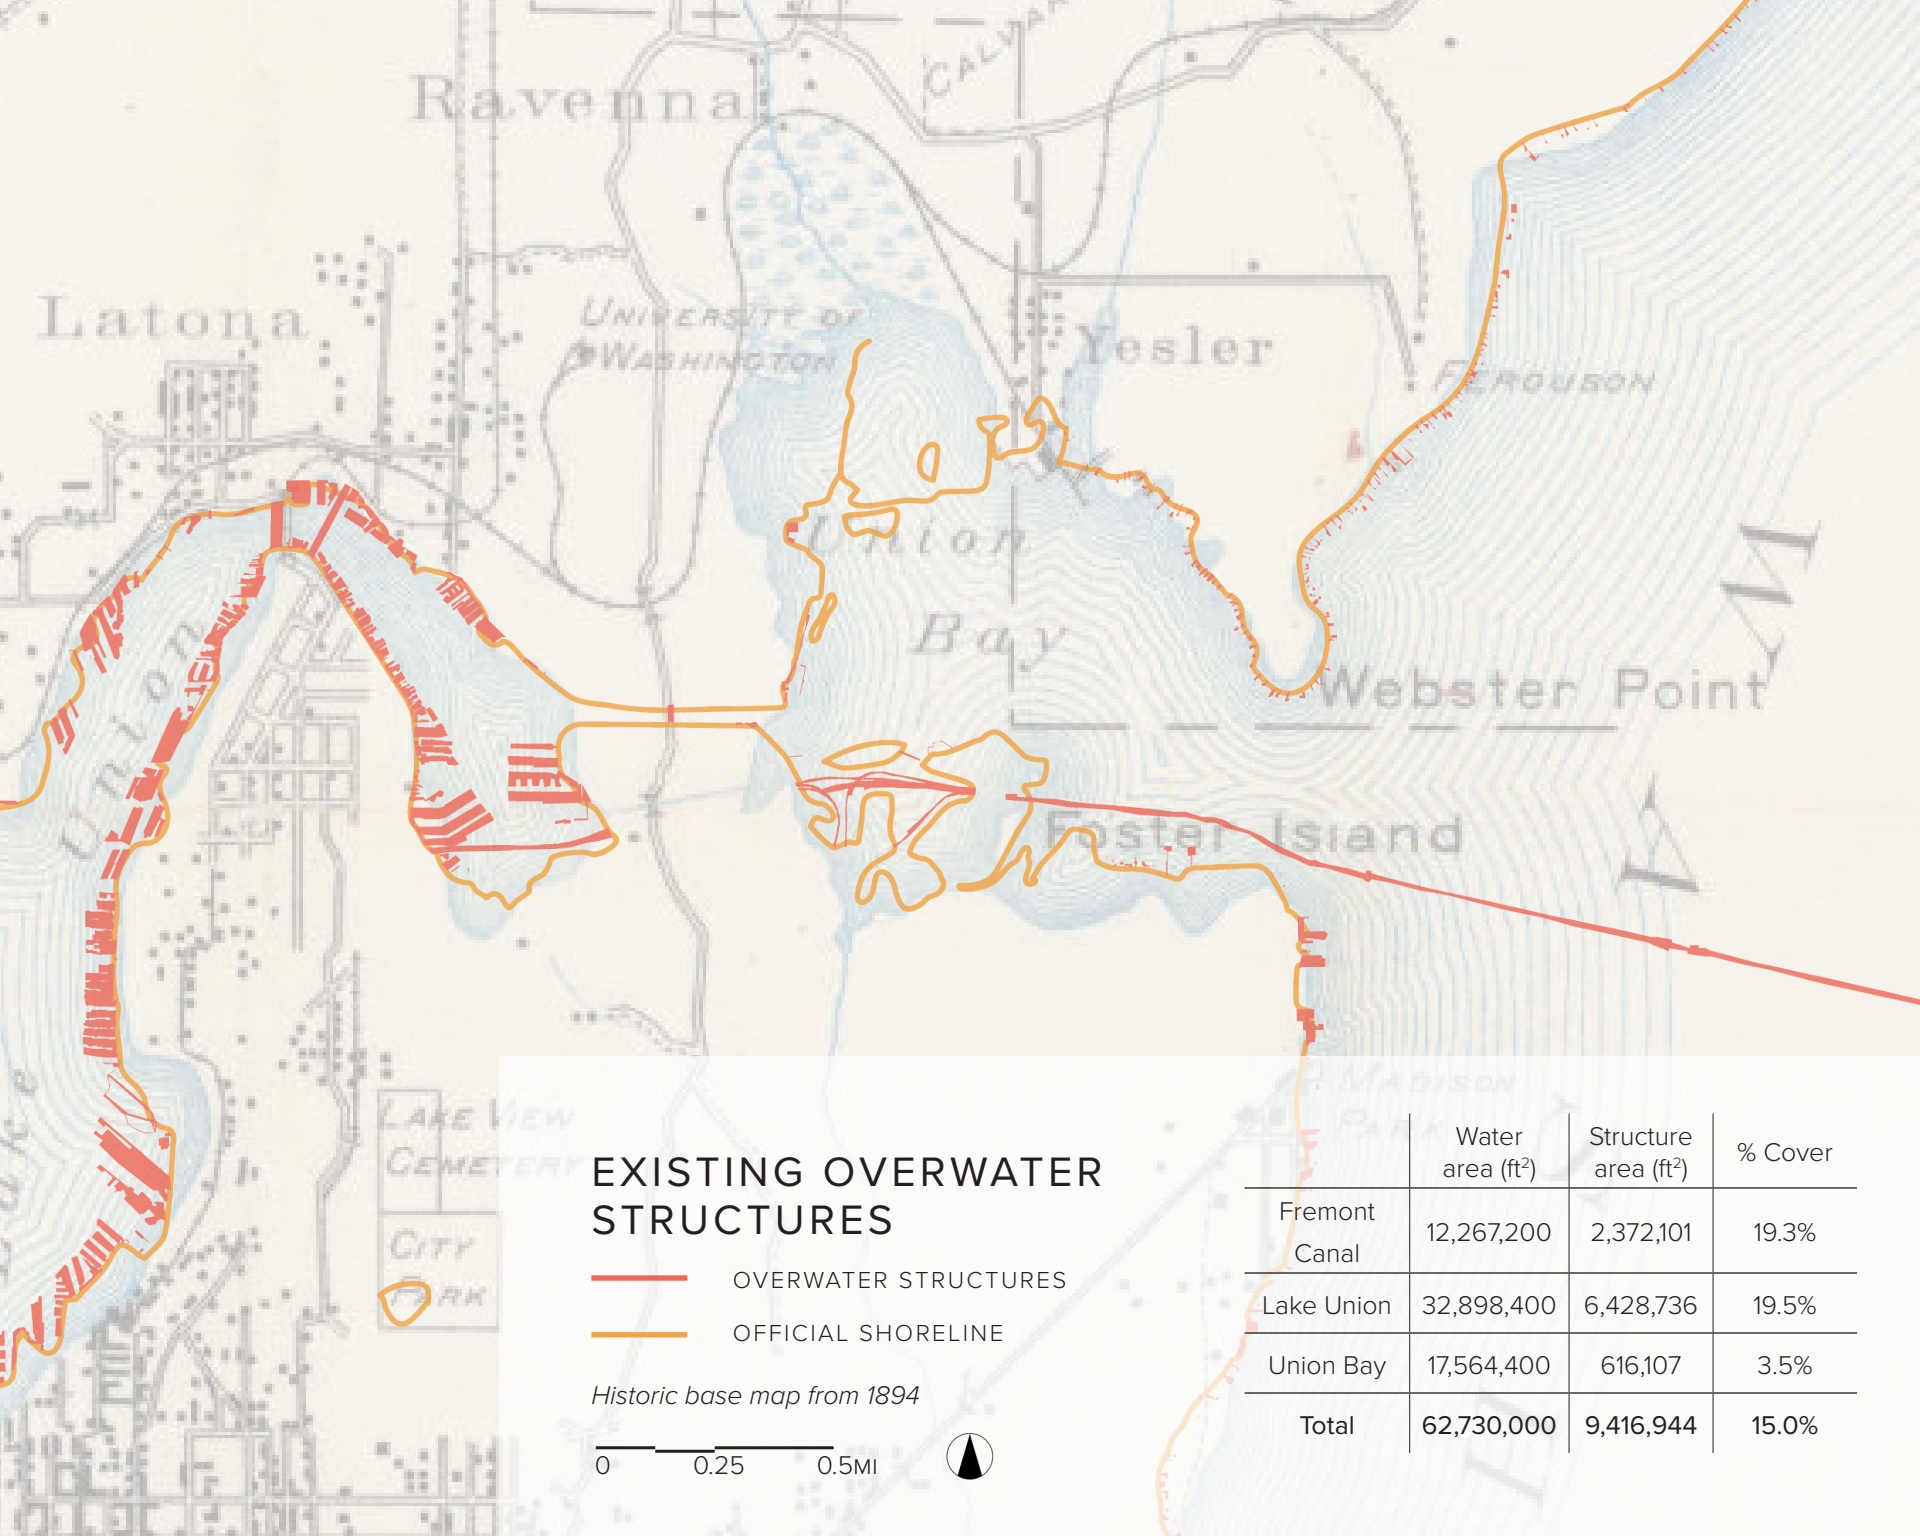 CALVAR
Ravenna
Latona
UNIVERSITY OF
WASHINGTON
Yesler
FERGUSON
Union
Bay
Webster Point
Foster Island
Union
Lake
W
A
H
MADISON
PARK
LAKE VIEW
CEMETERY
CITY
PARK
EXISTING OVERWATER
STRUCTURES
OVERWATER STRUCTURES
OFFICIAL SHORELINE
Historic base map from 1894
0 0.25 0.5MI
Water area (ft²) Structure area (ft²) % Cover
Fremont Canal 12,267,200 2,372,101 19.3%
Lake Union 32,898,400 6,428,736 19.5%
Union Bay 17,564,400 616,107 3.5%
Total 62,730,000 9,416,944 15.0%